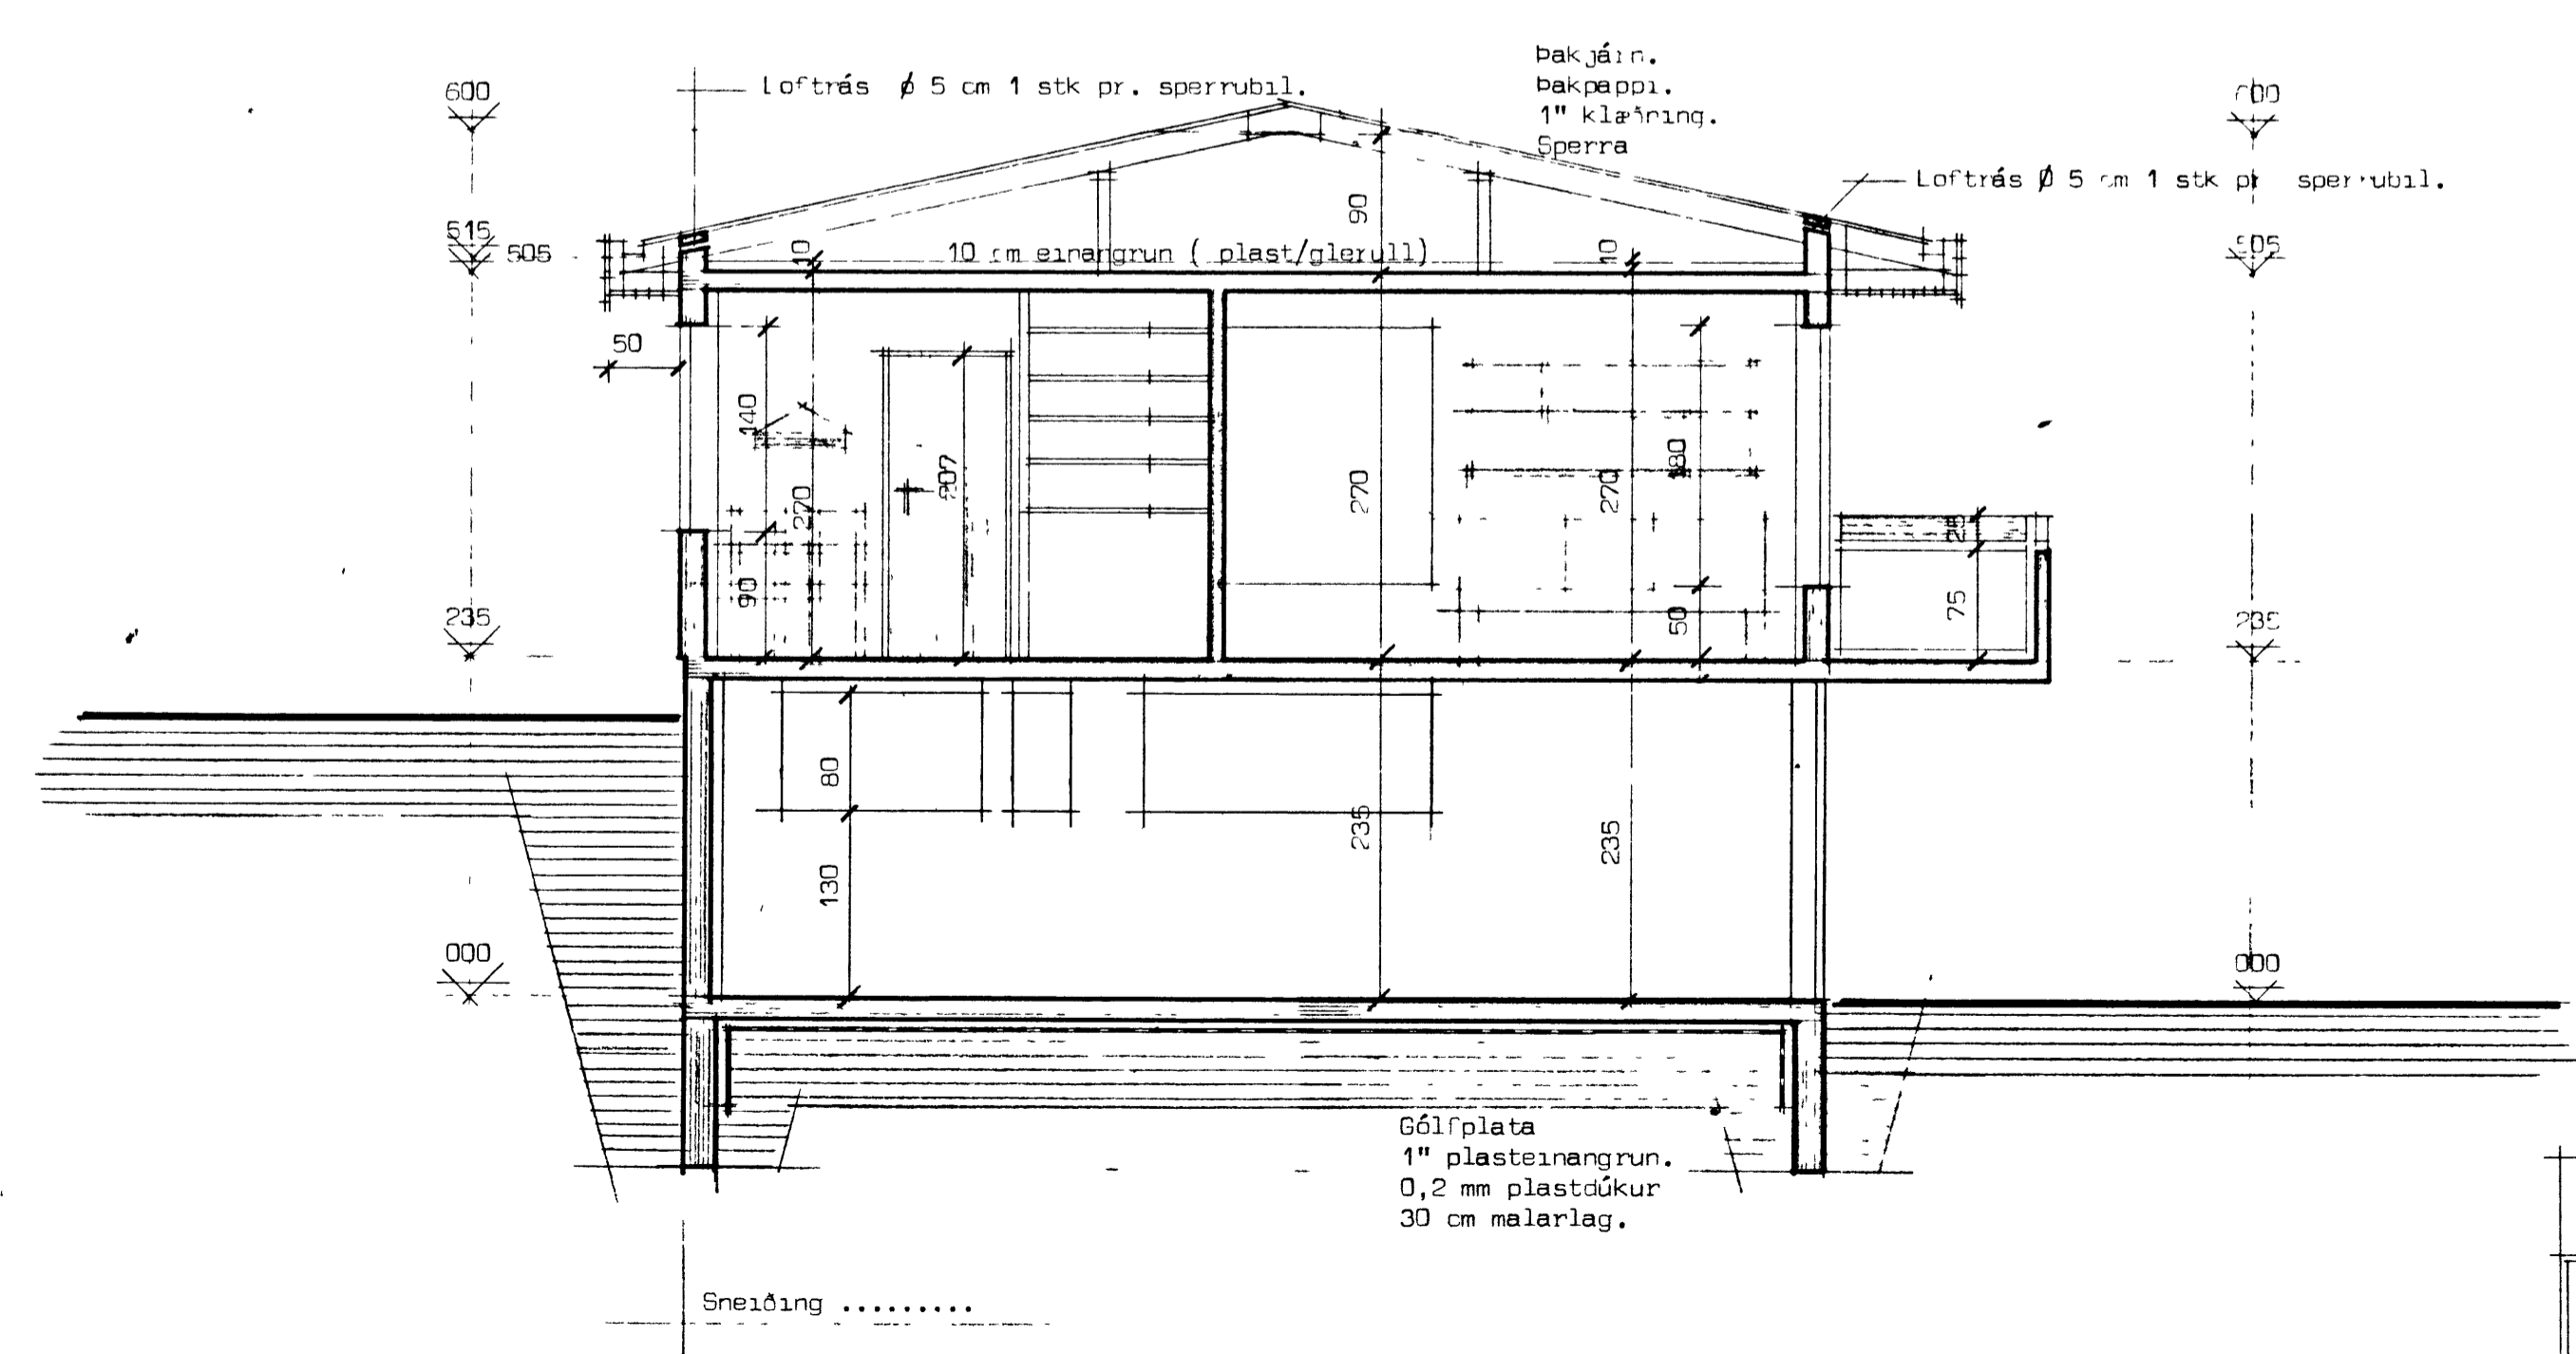 Þakjárn.
Loftrás ø 5 cm 1 stk pr. sperrubil.
Þakpappi.
1" klæðning.
Sperra
600
600
Loftrás Ø 5 cm 1 stk pr sperrubil.
515
505
90
10
10 cm einangrun ( plast/glerull)
10
505
50
140
207
270
270
270
180
25
90
50
75
235
235
80
130
235
235
000
000
Gólfplata
1" plasteinangrun.
0,2 mm plastdúkur
30 cm malarlag.
Sneiðing .........